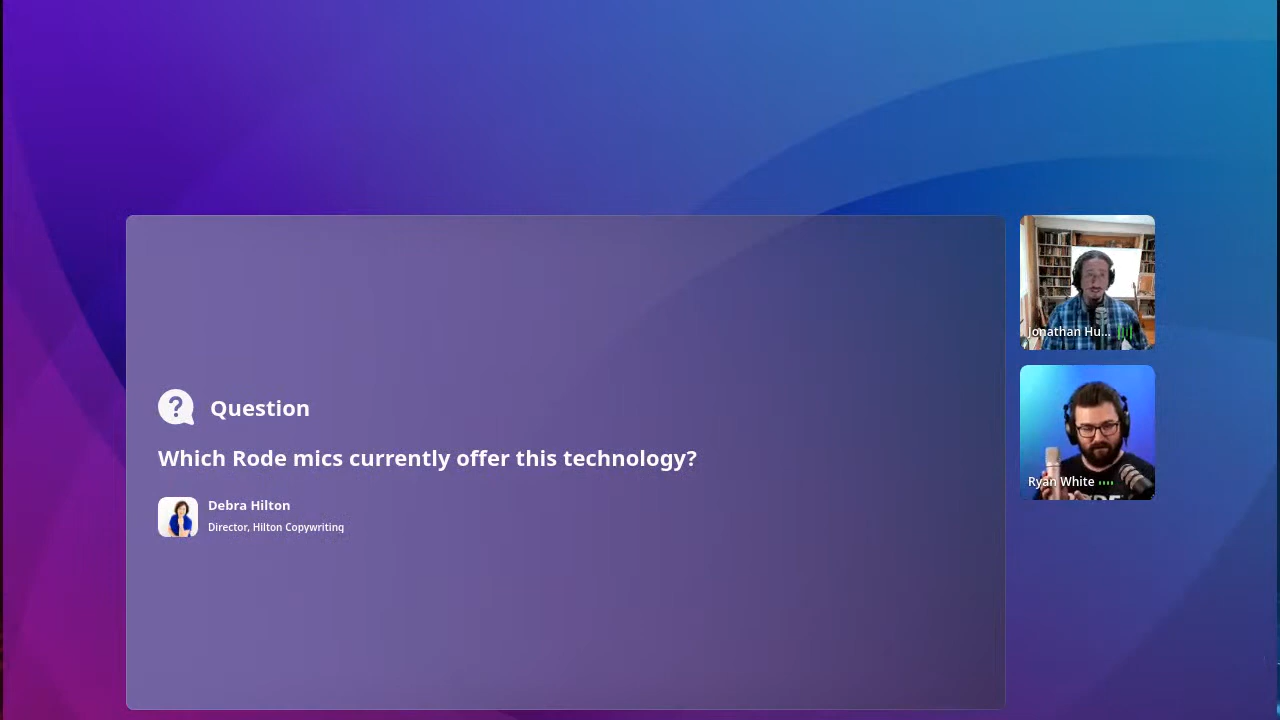 Question
Which Rode mics currently offer this technology?
Debra Hilton
Director, Hilton Copywriting
Jonathan Hu...
Ryan White